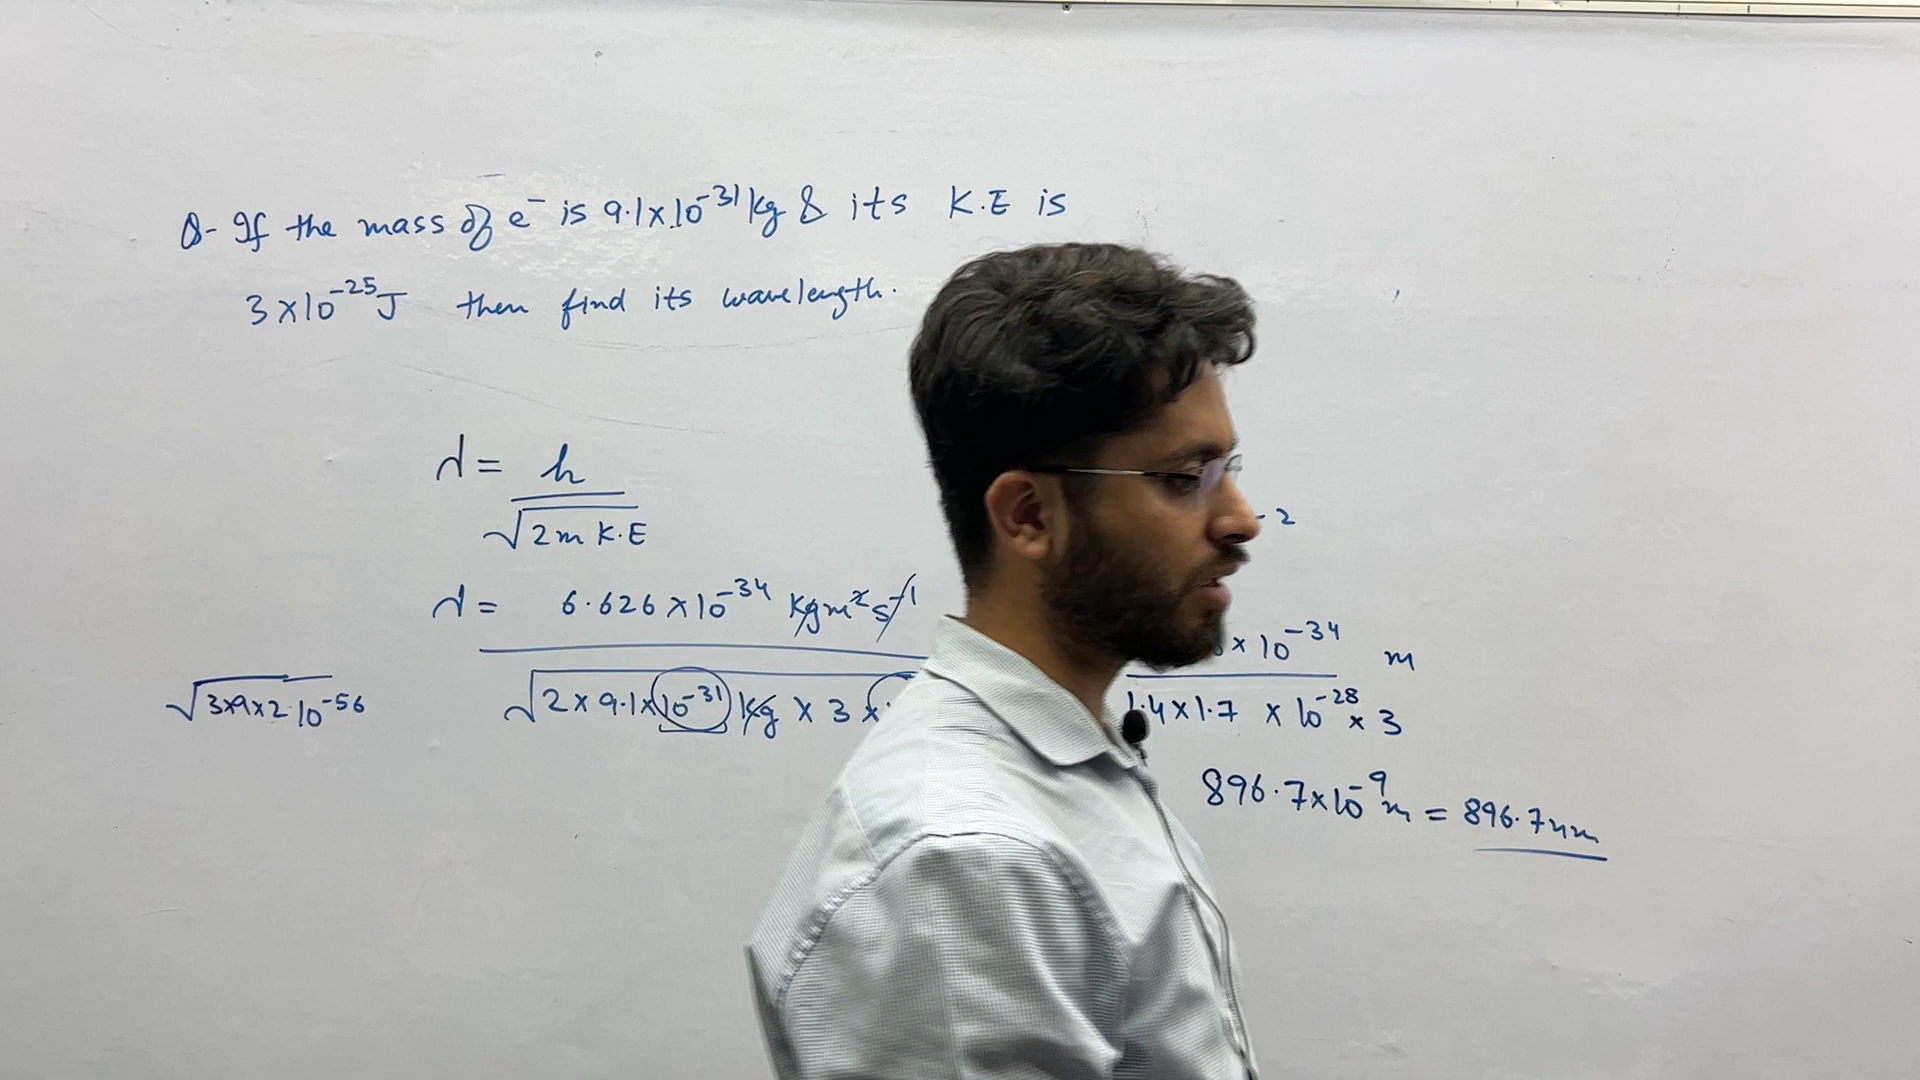 Q- If the mass of e⁻ is 9.1×10⁻³¹ kg & its K.E is
3×10⁻²⁵ J then find its wavelength.
λ = h
√2m K.E
- 2
λ = 6.626 × 10⁻³⁴ kgm²s⁻¹
× 10⁻³⁴ m
√3×9×2 10⁻⁵⁶
√2 × 9.1×10⁻³¹ kg × 3 ×
1.4×1.7 × 10⁻²⁸ × 3
896.7×10⁻⁹ m = 896.7nm